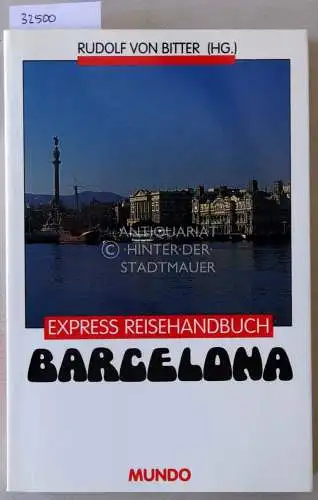 32500
RUDOLF VON BITTER (HG.)
ANTIQUARIAT
© HINTER·DER·
STADTMAUER
EXPRESS REISEHANDBUCH
BARCELONA
MUNDO